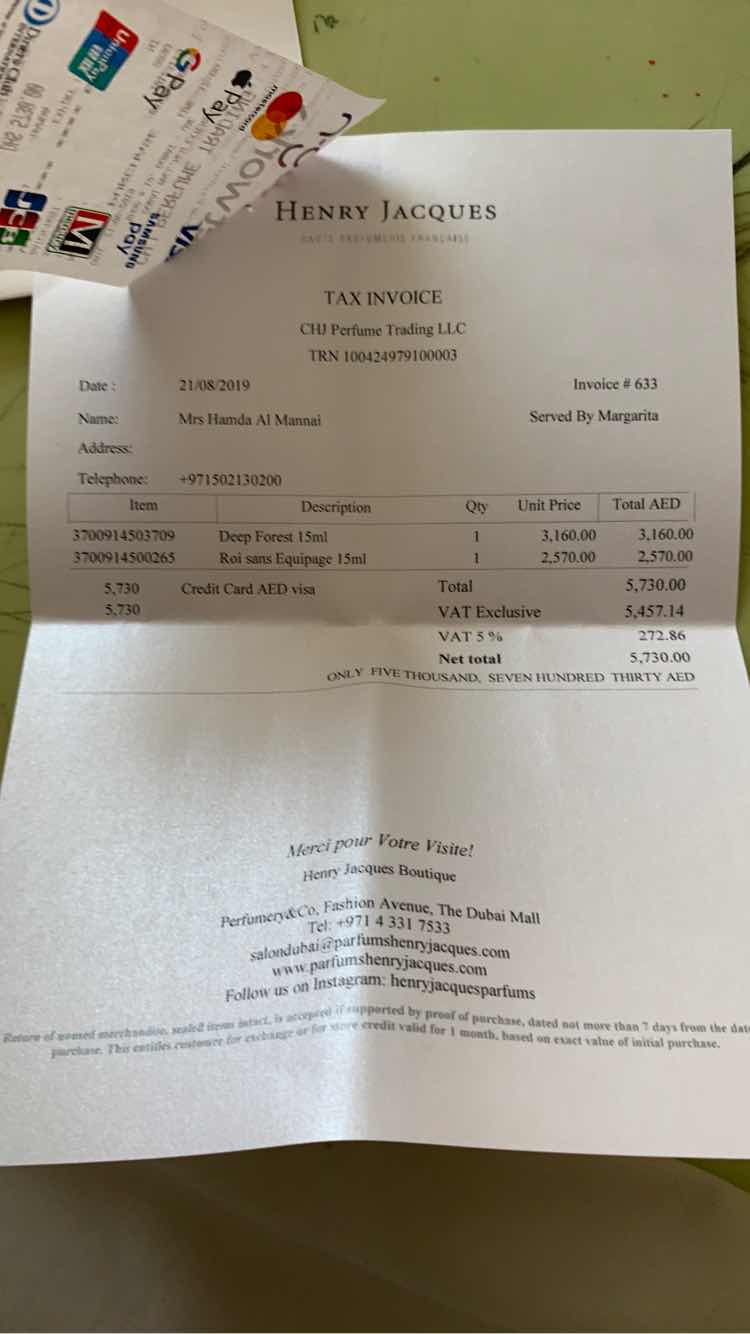 Diners Club
INTERNATIONAL
UnionPay
G Pay
Pay
mastercard
JCB
SAMSUNG
pay
VISA
PERFUME
HENRY JACQUES
HAUTE PARFUMERIE FRANÇAISE
TAX INVOICE
CHJ Perfume Trading LLC
TRN 100424979100003
Date : 21/08/2019 Invoice # 633
Name: Mrs Hamda Al Mannai Served By Margarita
Address:
Telephone: +971502130200
Item Description Qty Unit Price Total AED
3700914503709 Deep Forest 15ml 1 3,160.00 3,160.00
3700914500265 Roi sans Equipage 15ml 1 2,570.00 2,570.00
5,730 Credit Card AED visa Total 5,730.00
5,730 VAT Exclusive 5,457.14
VAT 5 % 272.86
Net total 5,730.00
ONLY FIVE THOUSAND, SEVEN HUNDRED THIRTY AED
Merci pour Votre Visite!
Henry Jacques Boutique
Perfumery&Co, Fashion Avenue, The Dubai Mall
Tel: +971 4 331 7533
salondubai@parfumshenryjacques.com
www.parfumshenryjacques.com
Follow us on Instagram: henryjacquesparfums
Return of unused merchandise, sealed items intact, is accepted if supported by proof of purchase, dated not more than 7 days from the date
purchase. This entitles customer for exchange or for store credit valid for 1 month, based on exact value of initial purchase.